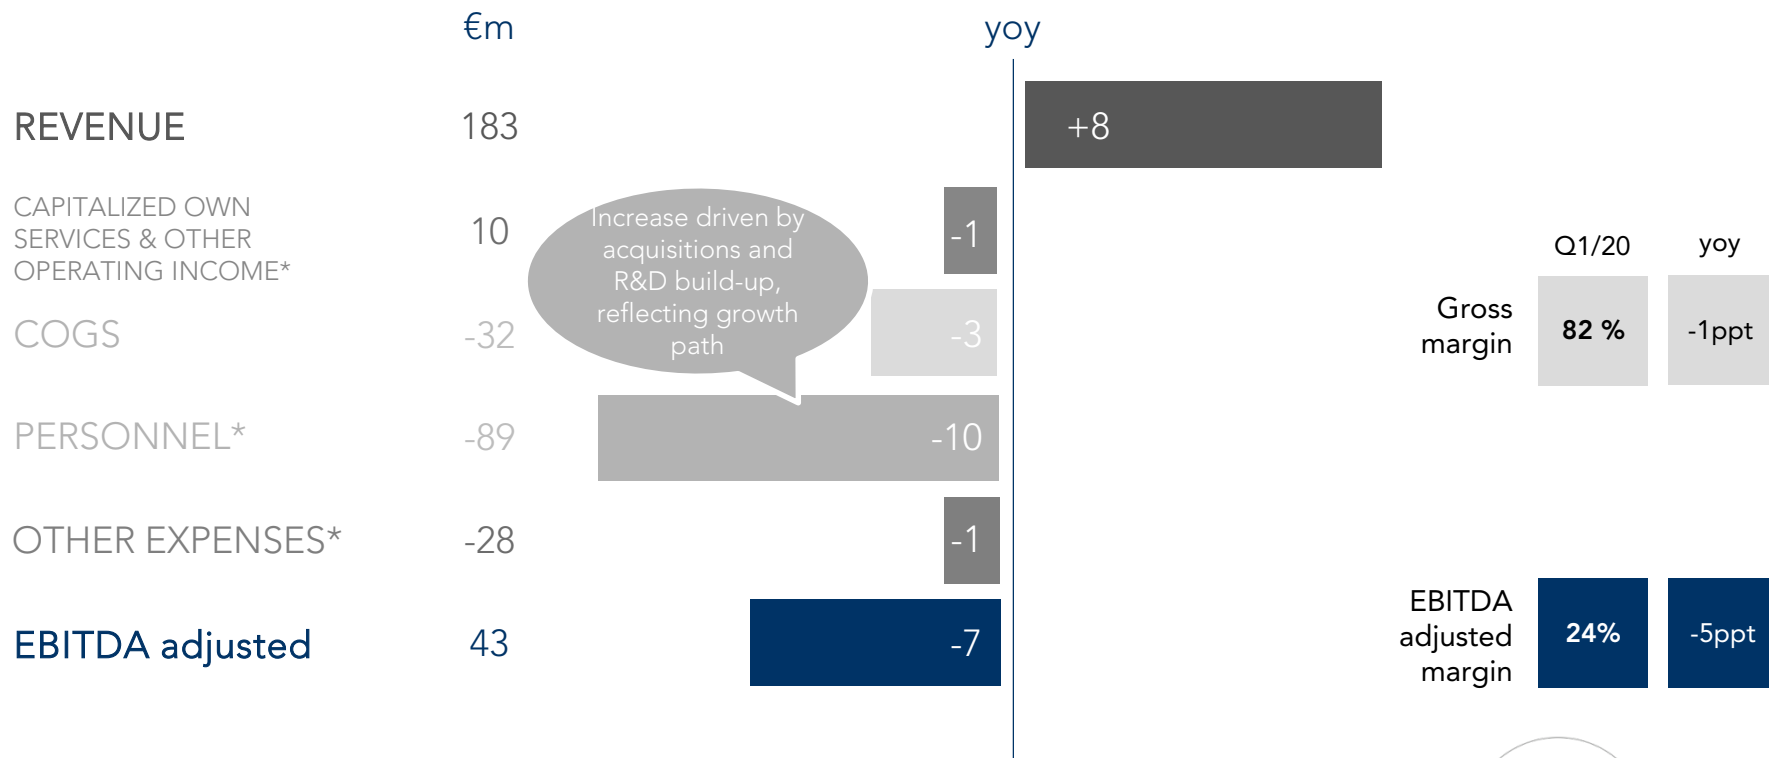 €m yoy
REVENUE 183 +8
CAPITALIZED OWN
SERVICES & OTHER
OPERATING INCOME*
10
-1
Increase driven by
acquisitions and
R&D build-up,
reflecting growth
path
COGS -32 -3
PERSONNEL* -89 -10
OTHER EXPENSES* -28 -1
EBITDA adjusted 43 -7
Q1/20 yoy
Gross
margin
82 % -1ppt
EBITDA
adjusted
margin
24% -5ppt